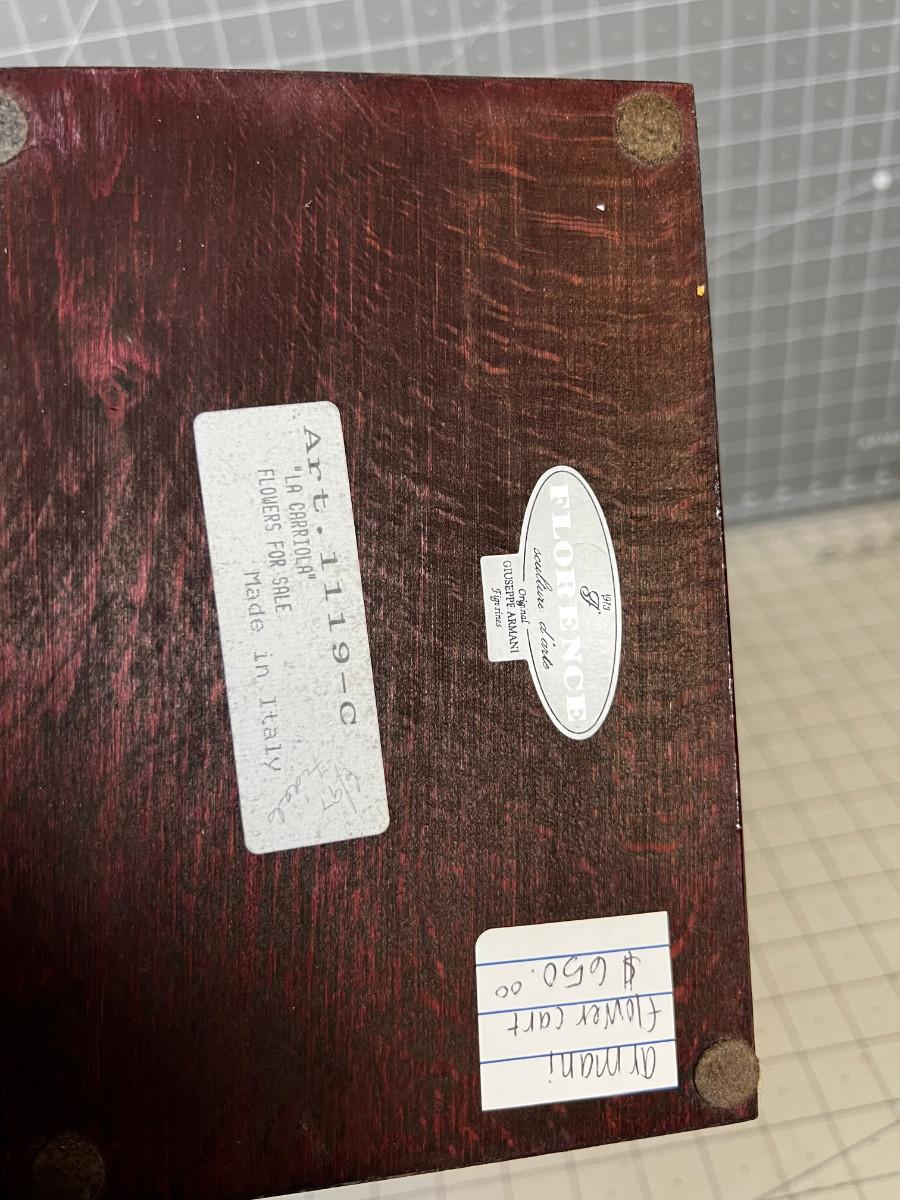 Art. 1119-C
"LA CARRIOLA"
FLOWERS FOR SALE
Made in Italy
1973
FLORENCE
sculture d'arte
Original
GIUSEPPE ARMANI
Figurines
armani
flower cart
$650.00